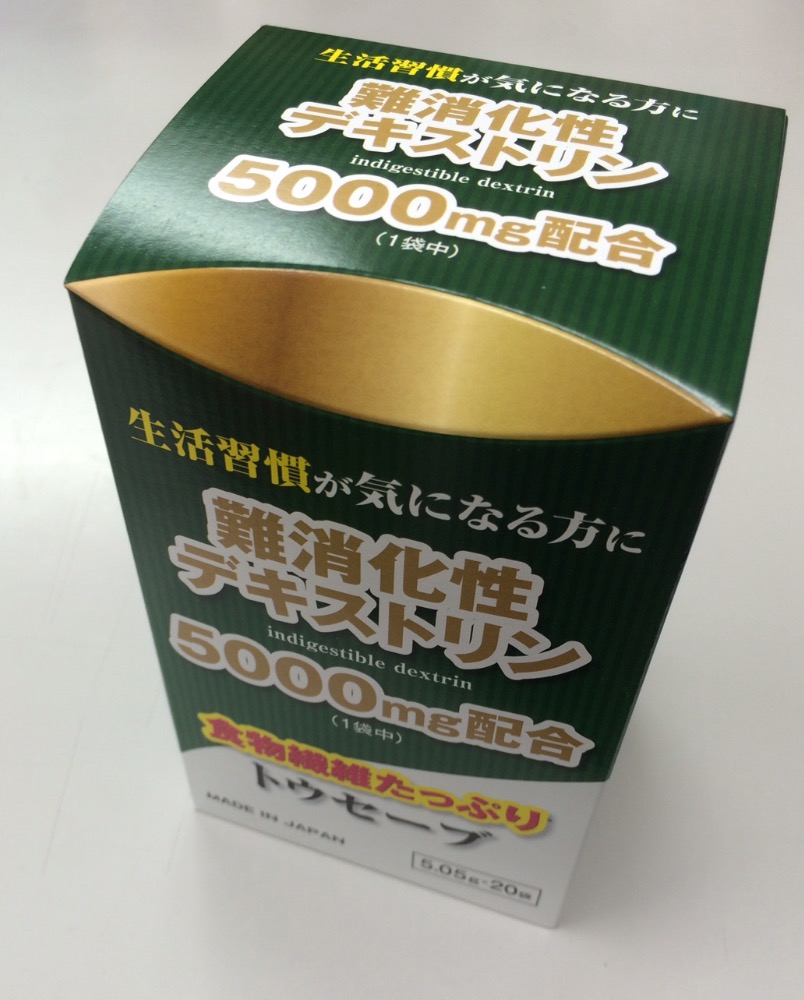 生活習慣が気になる方に
難消化性
デキストリン
indigestible dextrin
5000mg配合
(1袋中)
生活習慣が気になる方に
難消化性
デキストリン
indigestible dextrin
5000mg配合
(1袋中)
食物繊維たっぷり
トウセーブ
MADE IN JAPAN
5.05g×20袋